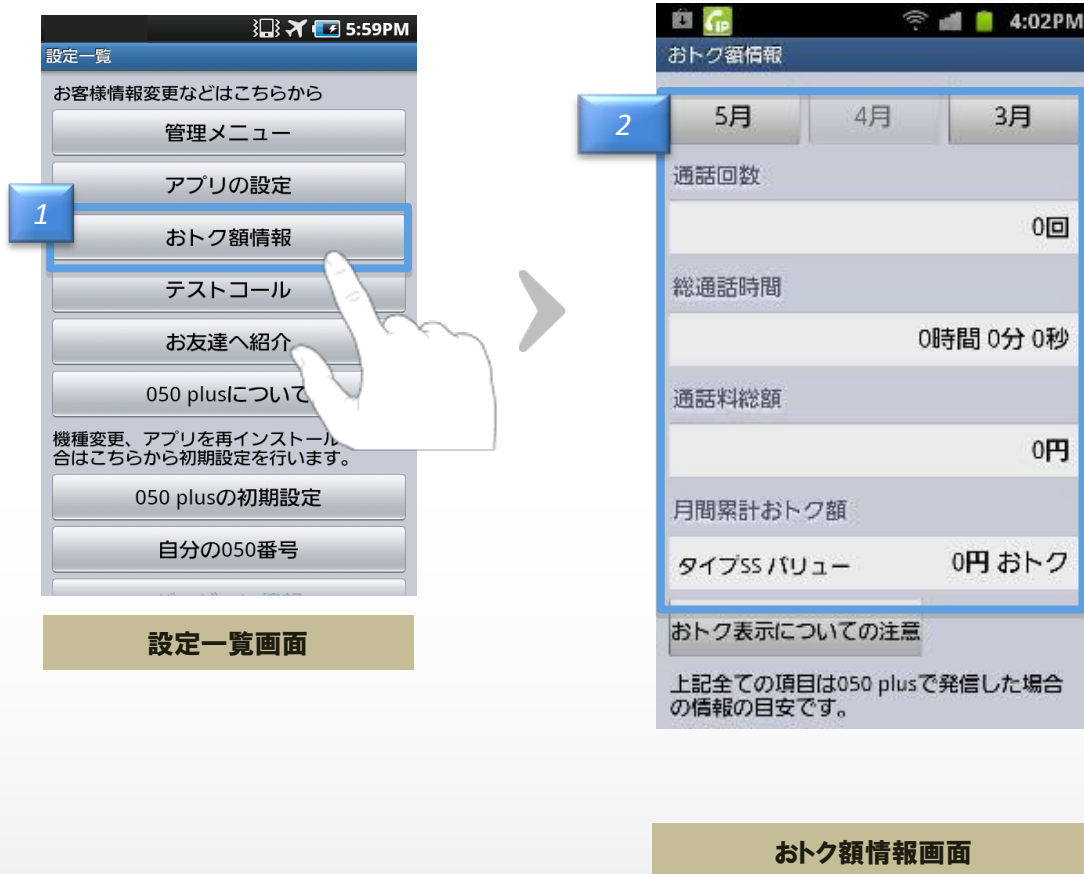 5:59PM
設定一覧
お客様情報変更などはこちらから
管理メニュー
アプリの設定
1
おトク額情報
テストコール
お友達へ紹介
050 plusについて
機種変更、アプリを再インストール
合はこちらから初期設定を行います。
050 plusの初期設定
自分の050番号
設定一覧画面
IP
4:02PM
おトク額情報
2
5月 4月 3月
通話回数
0回
総通話時間
0時間 0分 0秒
通話料総額
0円
月間累計おトク額
タイプSS バリュー 0円 おトク
おトク表示についての注意
上記全ての項目は050 plusで発信した場合
の情報の目安です。
おトク額情報画面